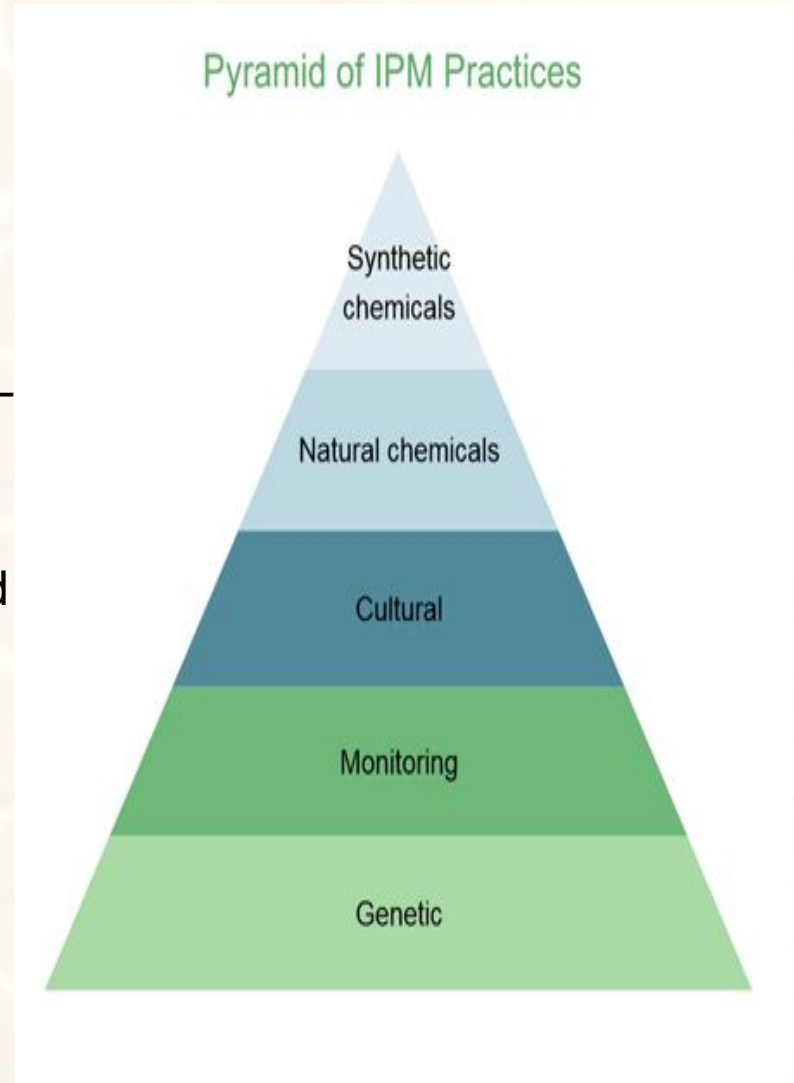 Pyramid of IPM Practices
Synthetic
chemicals
Natural chemicals
Cultural
Monitoring
Genetic